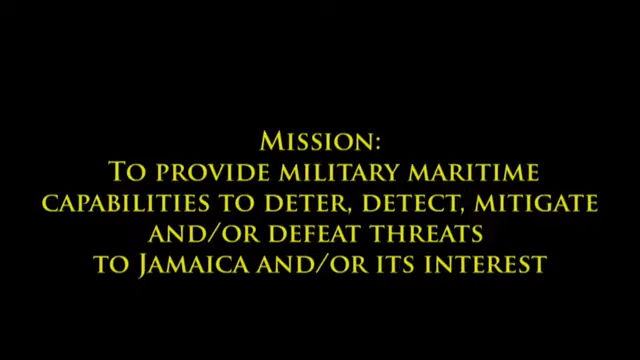 Mission:
To provide military maritime
capabilities to deter, detect, mitigate
and/or defeat threats
to Jamaica and/or its interest